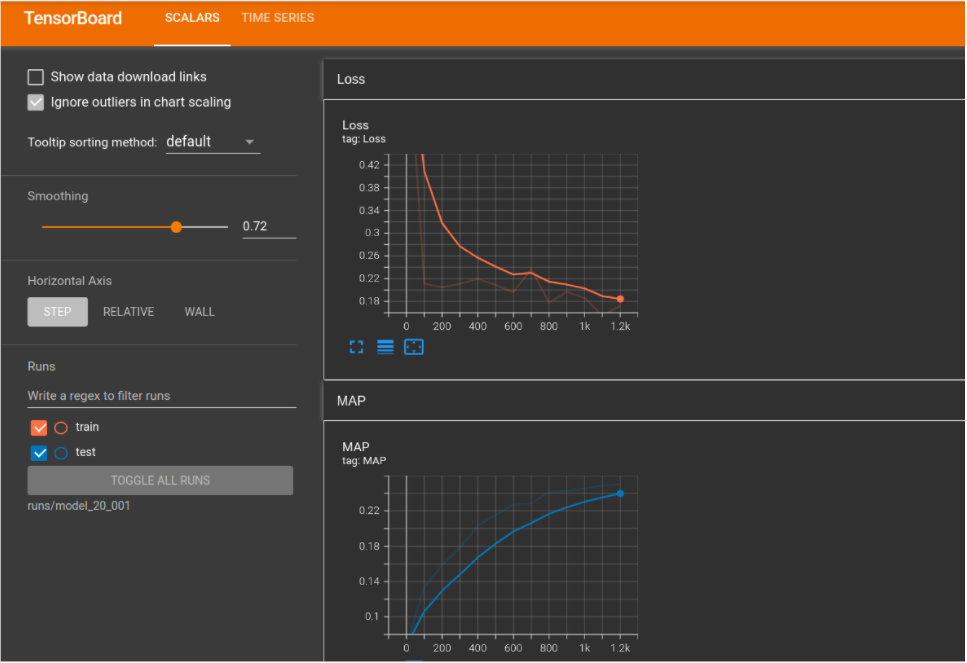 TensorBoard SCALARS TIME SERIES
Show data download links
Ignore outliers in chart scaling
Tooltip sorting method: default
Smoothing
0.72
Horizontal Axis
STEP RELATIVE WALL
Runs
Write a regex to filter runs
train
test
TOGGLE ALL RUNS
runs/model_20_001
Loss
Loss
tag: Loss
0.42
0.38
0.34
0.3
0.26
0.22
0.18
0 200 400 600 800 1k 1.2k
MAP
MAP
tag: MAP
0.22
0.18
0.14
0.1
0 200 400 600 800 1k 1.2k